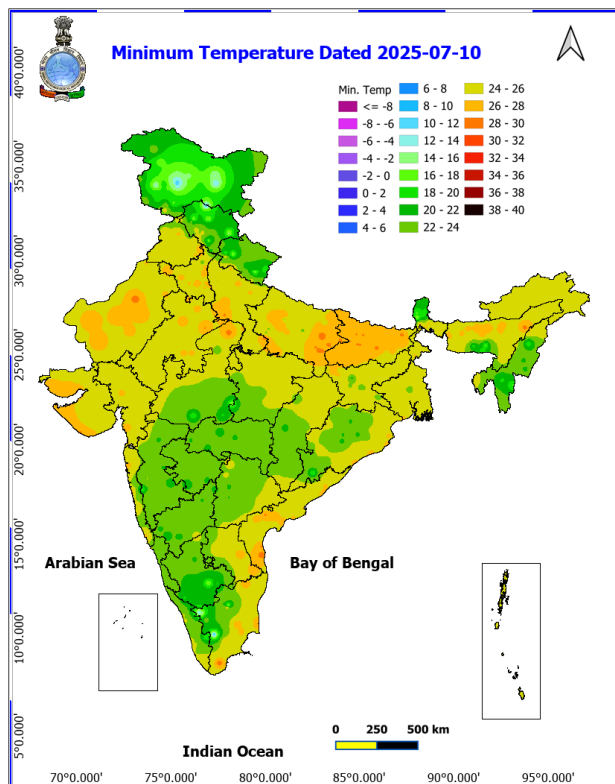 Minimum Temperature Dated 2025-07-10
Min. Temp
<= -8
-8 - -6
-6 - -4
-4 - -2
-2 - 0
0 - 2
2 - 4
4 - 6
6 - 8
8 - 10
10 - 12
12 - 14
14 - 16
16 - 18
18 - 20
20 - 22
22 - 24
24 - 26
26 - 28
28 - 30
30 - 32
32 - 34
34 - 36
36 - 38
38 - 40
40°0.000'
35°0.000'
30°0.000'
25°0.000'
20°0.000'
15°0.000'
10°0.000'
5°0.000'
Arabian Sea
Bay of Bengal
0 250 500 km
Indian Ocean
70°0.000' 75°0.000' 80°0.000' 85°0.000' 90°0.000' 95°0.000'